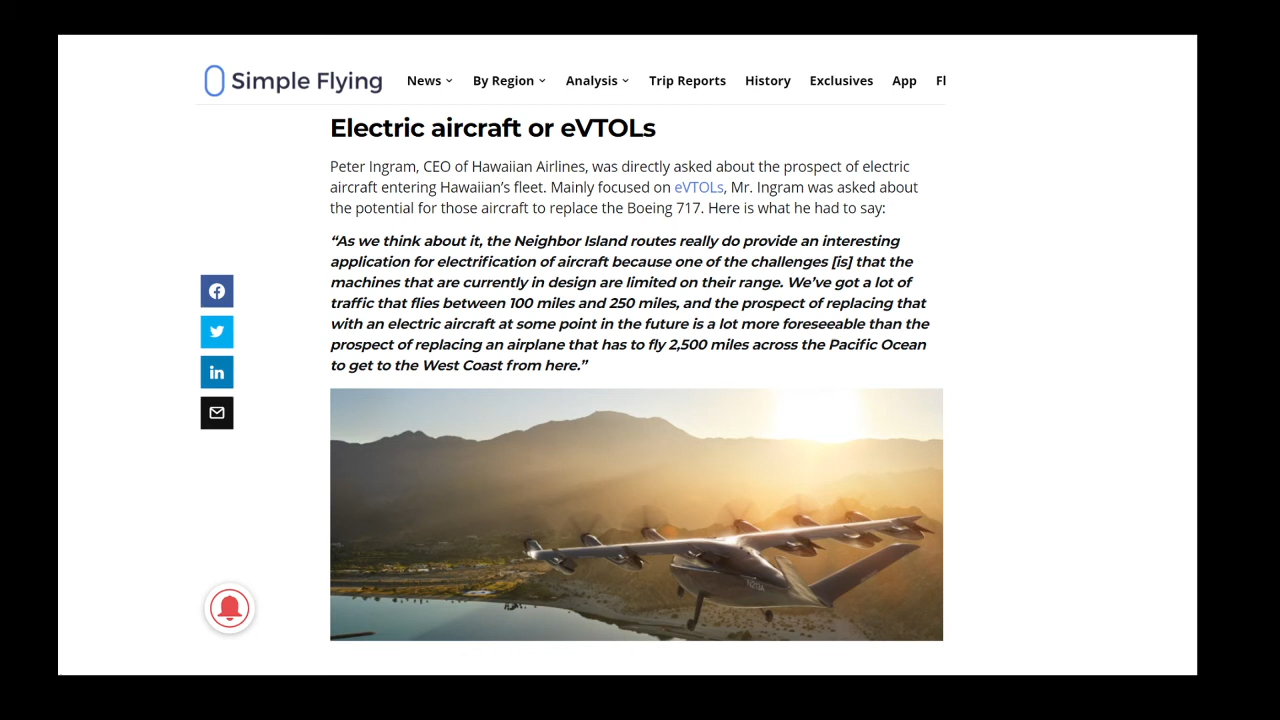 Simple Flying
News By Region Analysis Trip Reports History Exclusives App Fl
Electric aircraft or eVTOLs
Peter Ingram, CEO of Hawaiian Airlines, was directly asked about the prospect of electric
aircraft entering Hawaiian’s fleet. Mainly focused on eVTOLs, Mr. Ingram was asked about
the potential for those aircraft to replace the Boeing 717. Here is what he had to say:
“As we think about it, the Neighbor Island routes really do provide an interesting
application for electrification of aircraft because one of the challenges [is] that the
machines that are currently in design are limited on their range. We’ve got a lot of
traffic that flies between 100 miles and 250 miles, and the prospect of replacing that
with an electric aircraft at some point in the future is a lot more foreseeable than the
prospect of replacing an airplane that has to fly 2,500 miles across the Pacific Ocean
to get to the West Coast from here.”
in